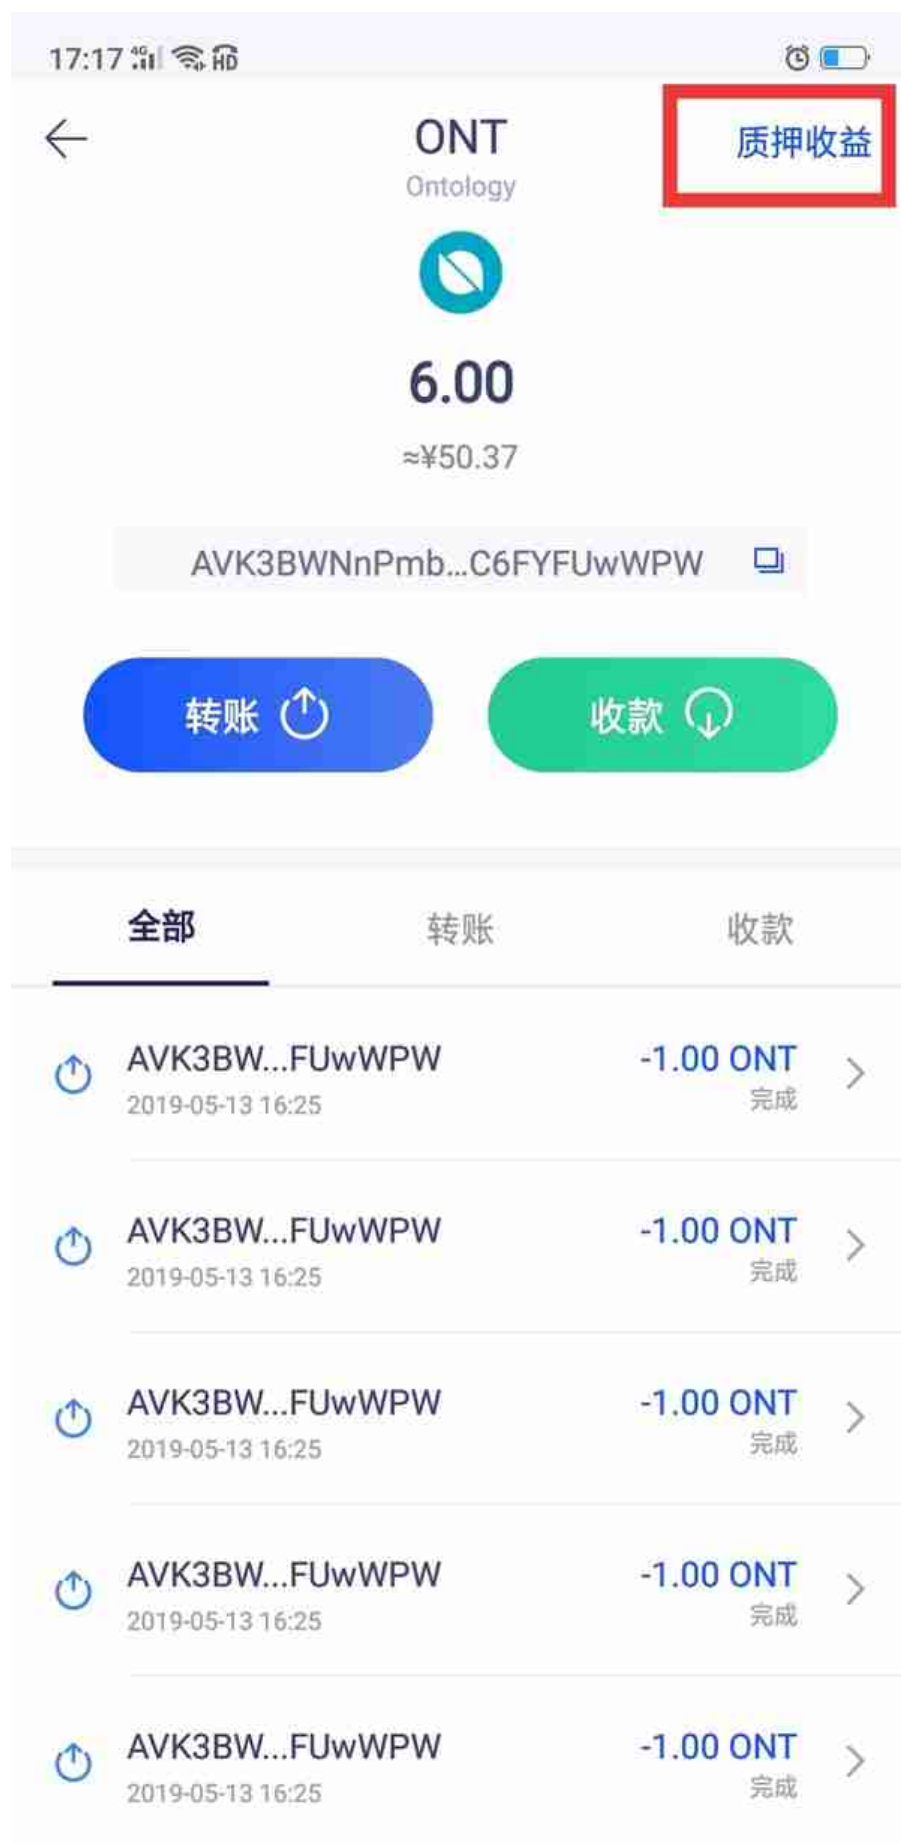 17:17 4G HD
ONT
质押收益
Ontology
6.00
≈¥50.37
AVK3BWNnPmb...C6FYFUwWPW
转账
收款
全部 转账 收款
AVK3BW...FUwWPW -1.00 ONT
2019-05-13 16:25 完成
AVK3BW...FUwWPW -1.00 ONT
2019-05-13 16:25 完成
AVK3BW...FUwWPW -1.00 ONT
2019-05-13 16:25 完成
AVK3BW...FUwWPW -1.00 ONT
2019-05-13 16:25 完成
AVK3BW...FUwWPW -1.00 ONT
2019-05-13 16:25 完成